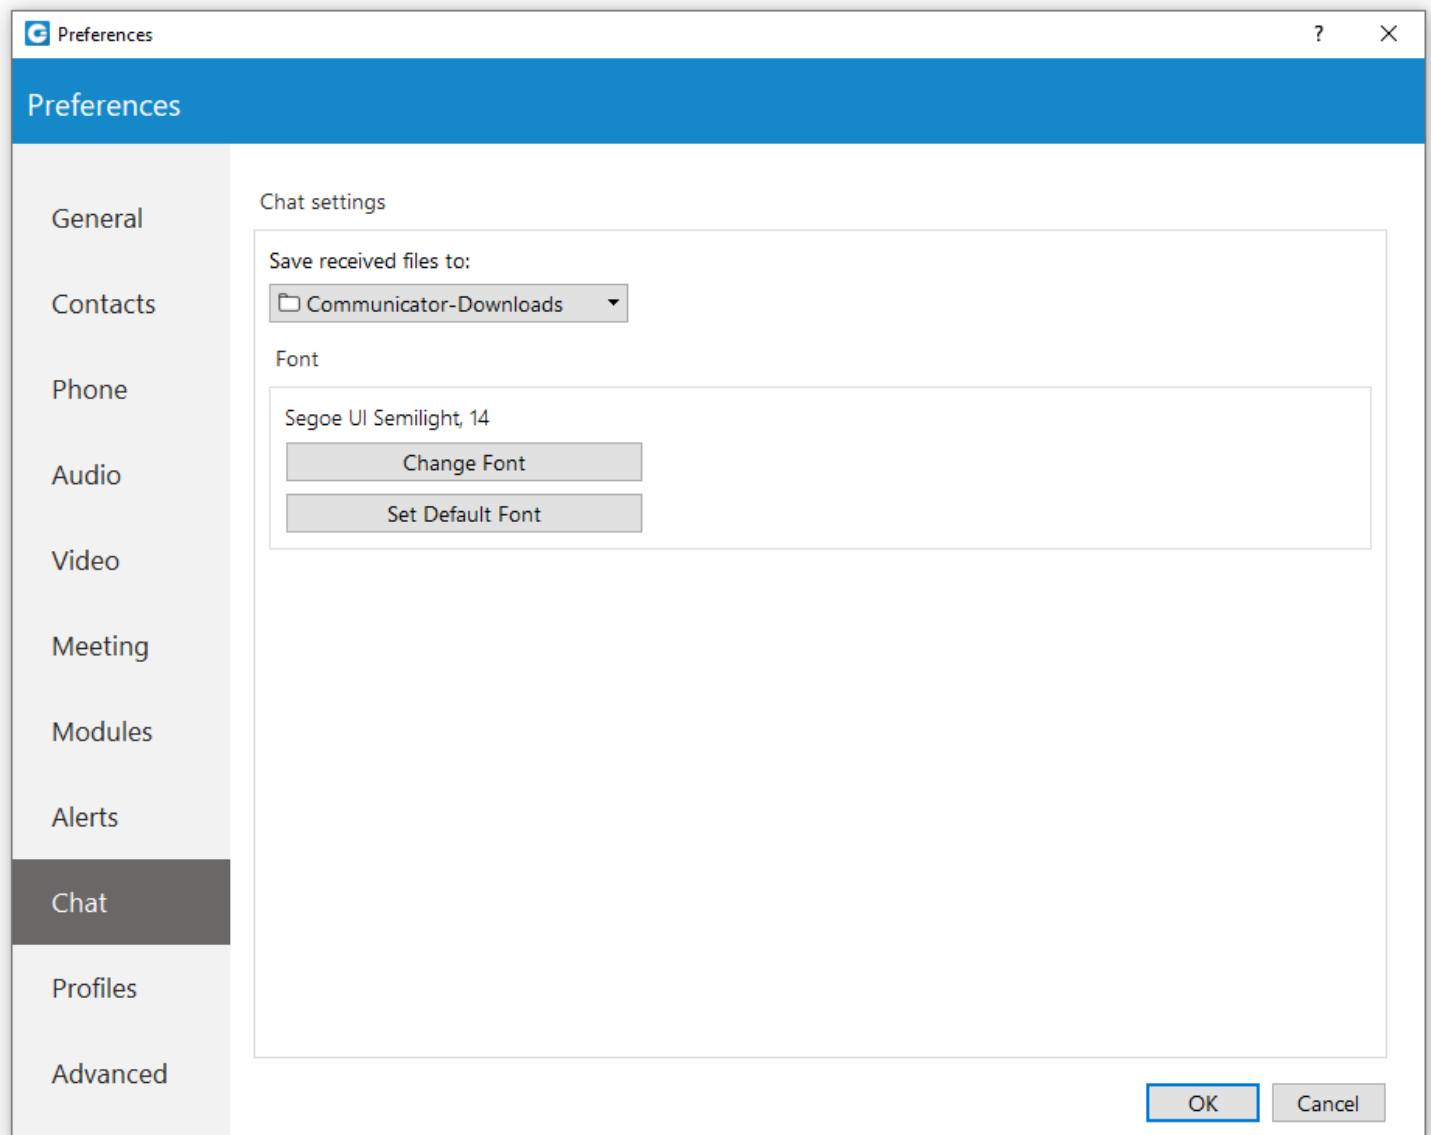 Preferences
?
Preferences
General
Contacts
Phone
Audio
Video
Meeting
Modules
Alerts
Chat
Profiles
Advanced
Chat settings
Save received files to:
Communicator-Downloads
Font
Segoe UI Semilight, 14
Change Font
Set Default Font
OK
Cancel